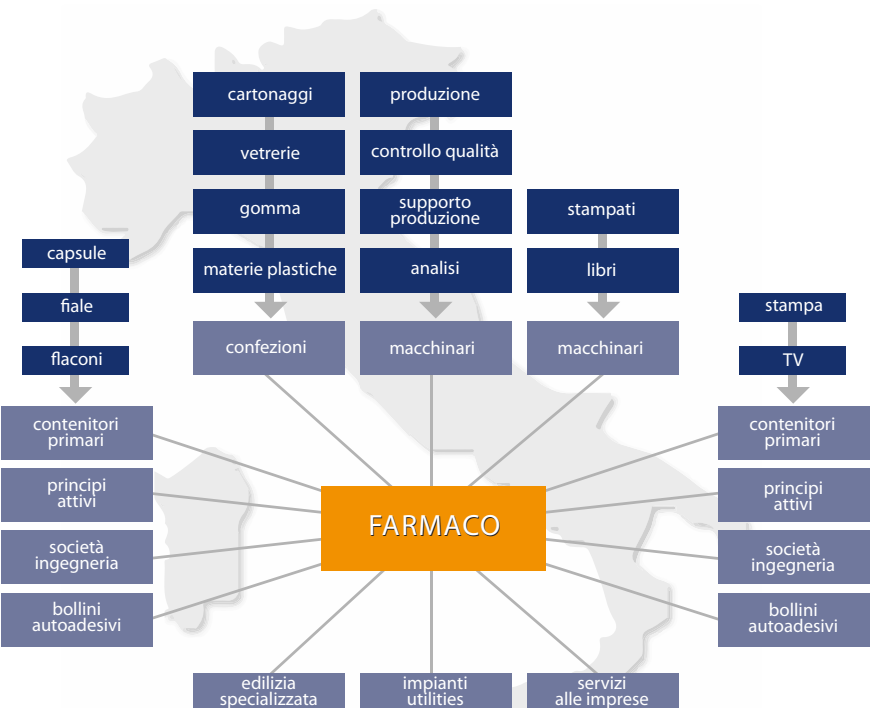 cartonaggi
produzione
vetrerie
controllo qualità
gomma
supporto
produzione
stampati
capsule
materie plastiche
analisi
libri
fiale
stampa
flaconi
confezioni
macchinari
macchinari
TV
contenitori
primari
contenitori
primari
principi
attivi
principi
attivi
FARMACO
società
ingegneria
società
ingegneria
bollini
autoadesivi
bollini
autoadesivi
edilizia
specializzata
impianti
utilities
servizi
alle imprese